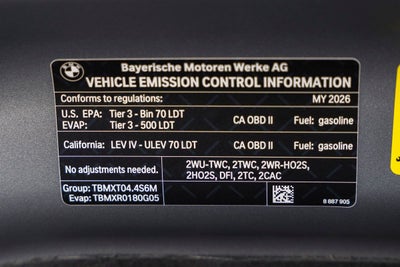 BMW
Bayerische Motoren Werke AG
VEHICLE EMISSION CONTROL INFORMATION
Conforms to regulations: MY 2026
U.S. EPA: Tier 3 - Bin 70 LDT CA OBD II Fuel: gasoline
EVAP: Tier 3 - 500 LDT
California: LEV IV - ULEV 70 LDT CA OBD II Fuel: gasoline
No adjustments needed. 2WU-TWC, 2TWC, 2WR-HO2S,
2HO2S, DFI, 2TC, 2CAC
Group: TBMXT04.4S6M
Evap: TBMXR0180G05
8 887 905